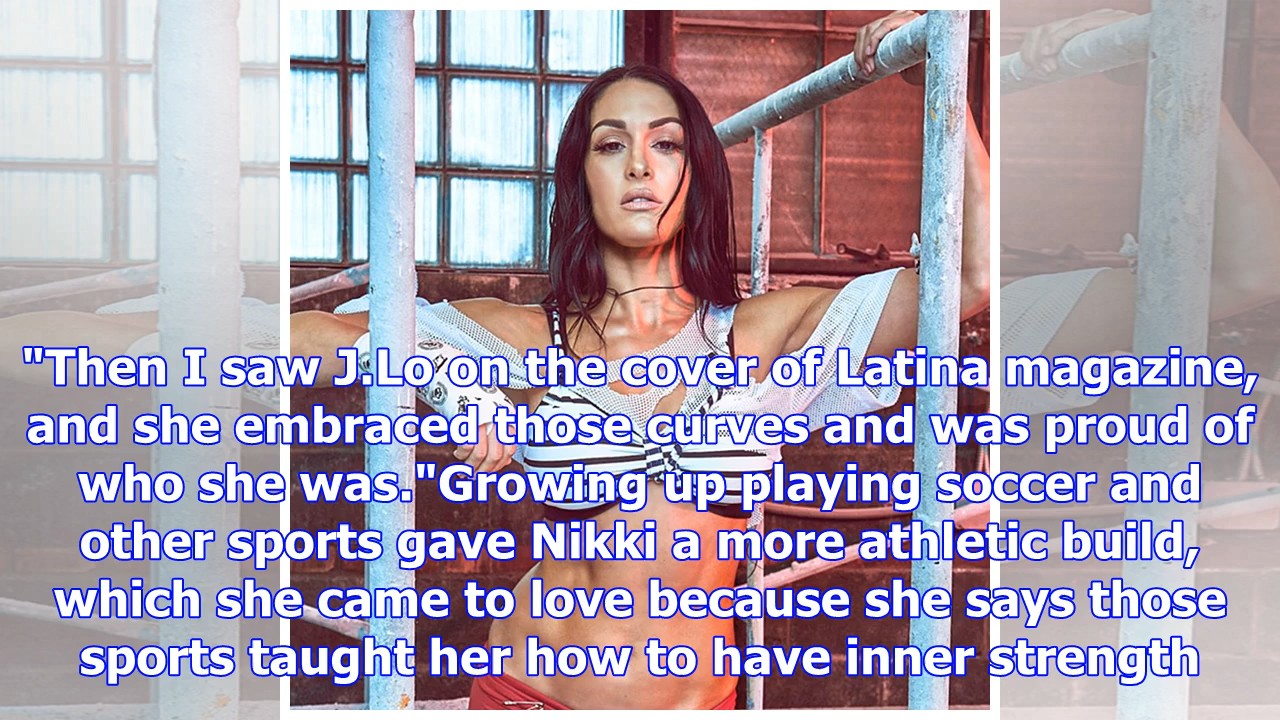 "Then I saw J.Lo on the cover of Latina magazine,
and she embraced those curves and was proud of
who she was."Growing up playing soccer and
other sports gave Nikki a more athletic build,
which she came to love because she says those
sports taught her how to have inner strength